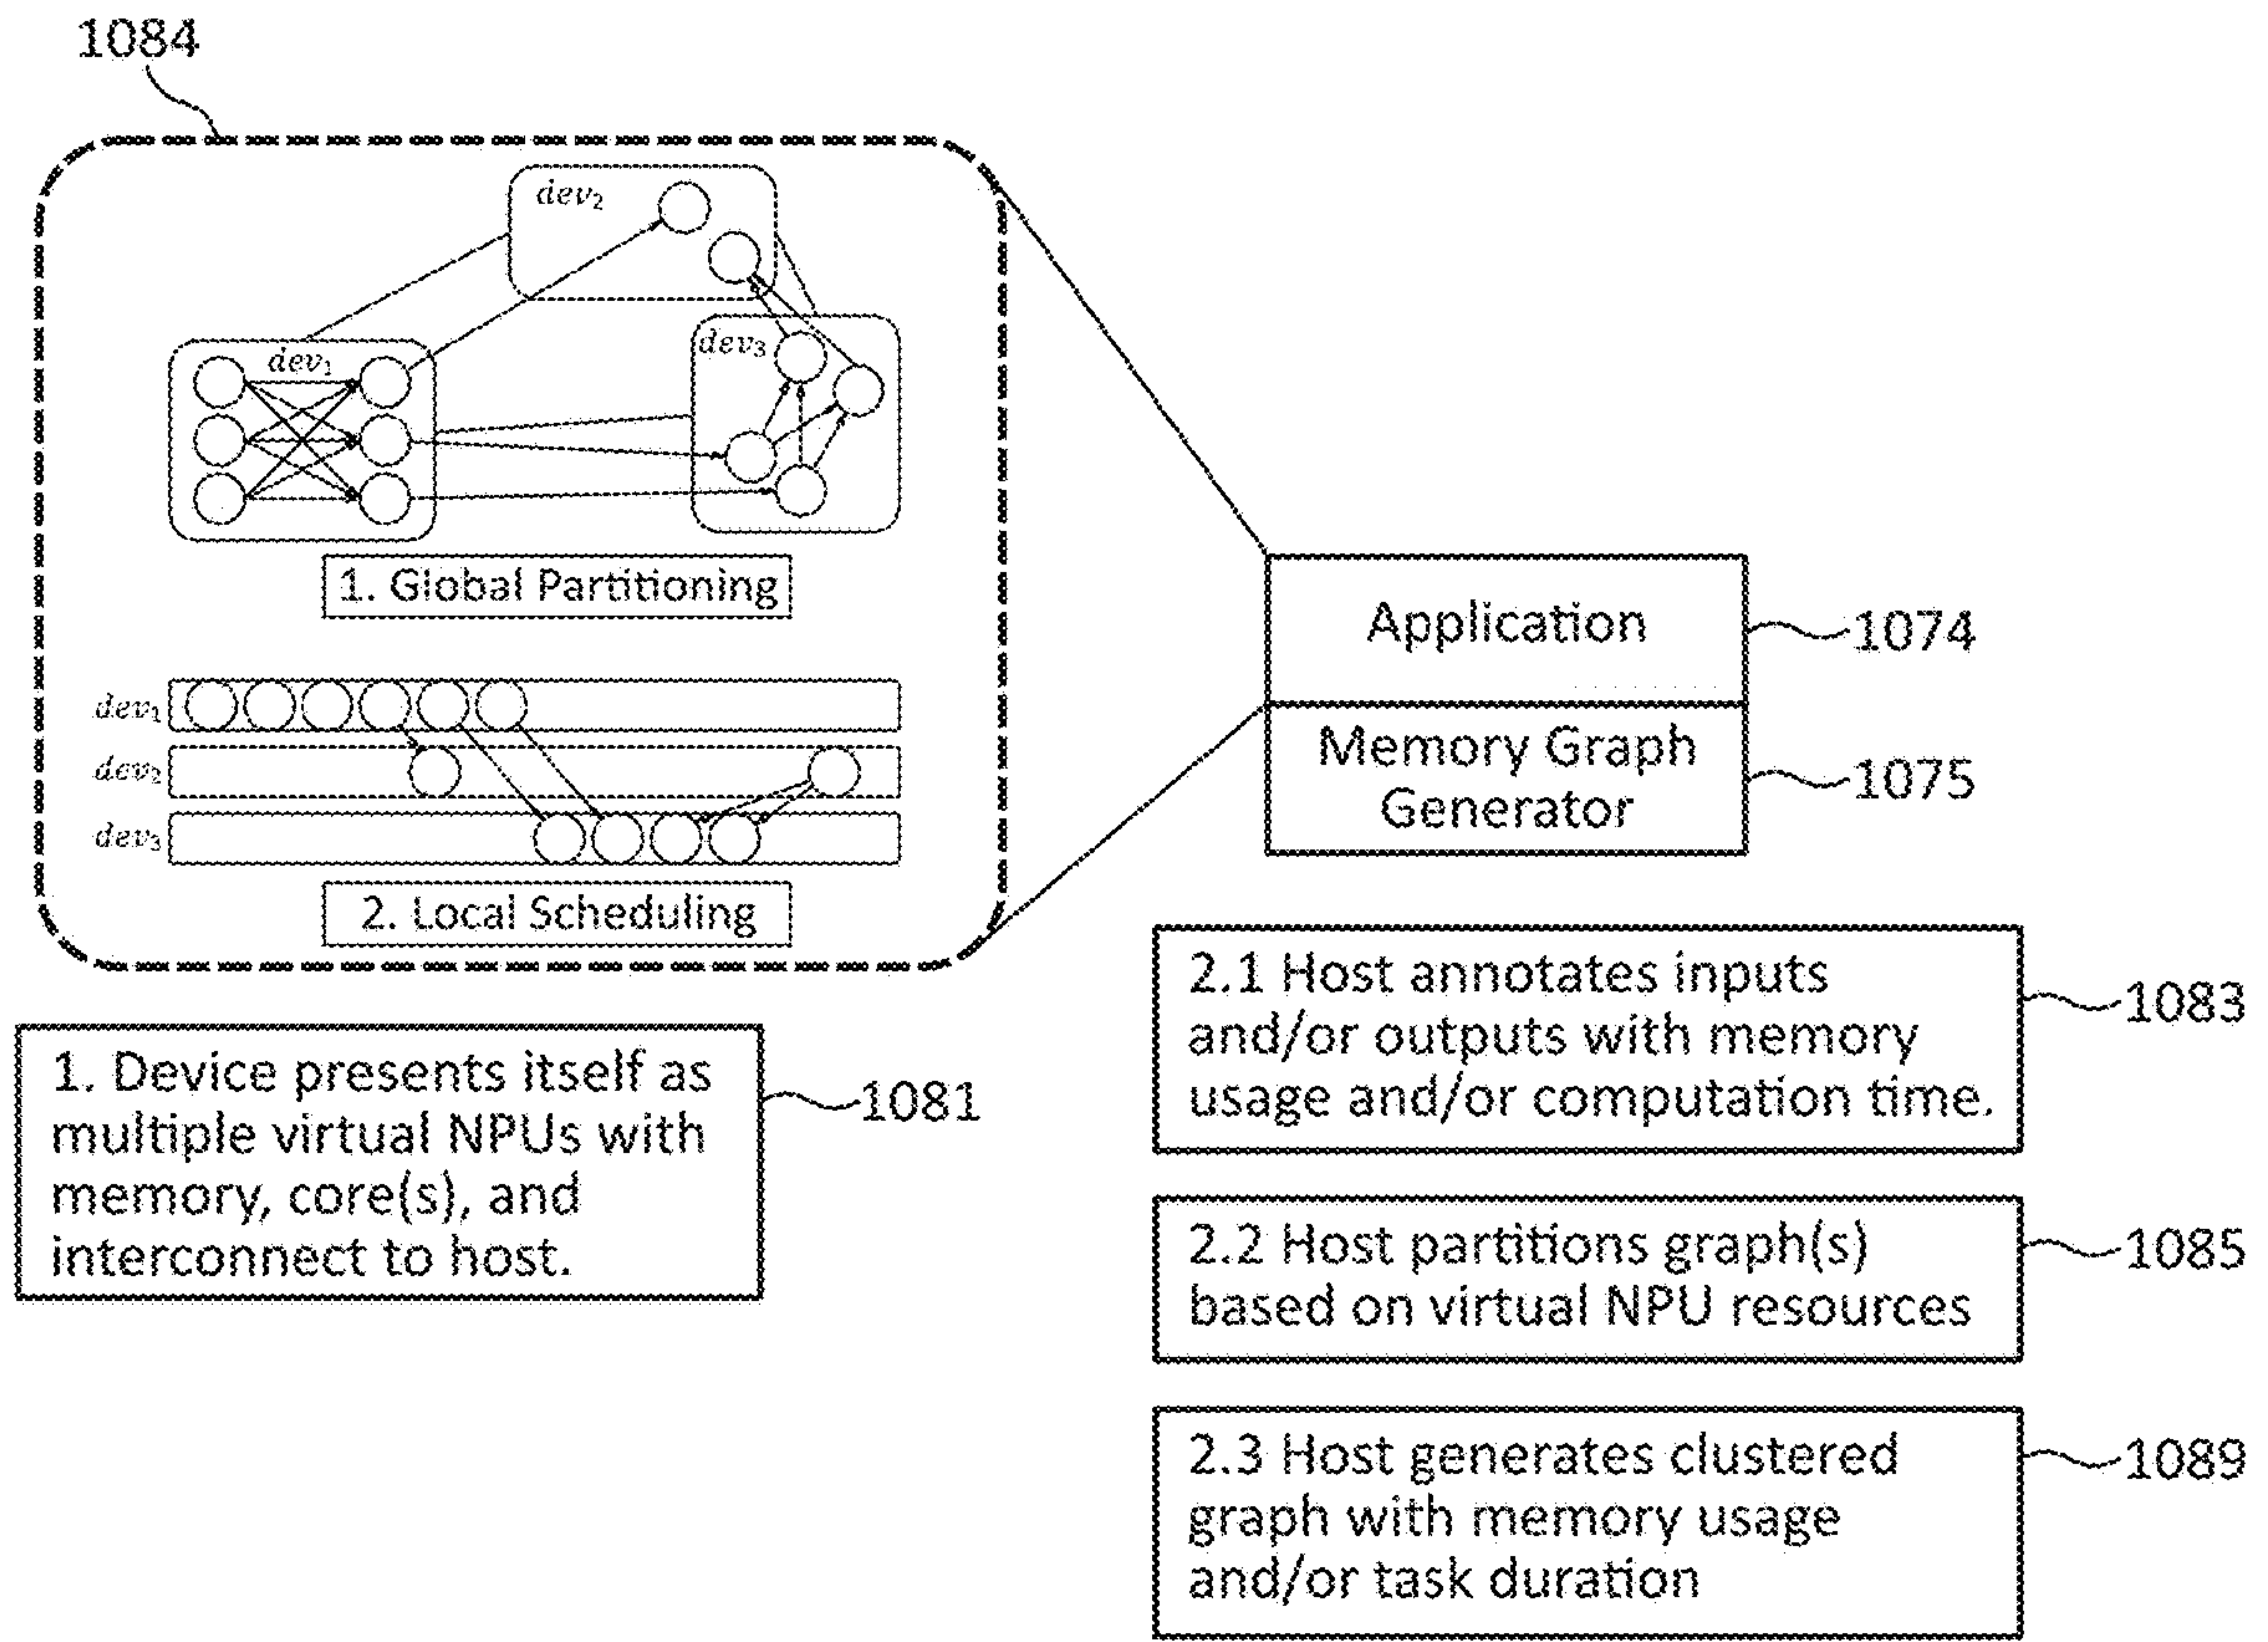 1084
dev₂
dev₁
dev₃
1. Global Partitioning
dev₁
dev₂
dev₃
2. Local Scheduling
Application
1074
Memory Graph
Generator
1075
1. Device presents itself as
multiple virtual NPUs with
memory, core(s), and
interconnect to host.
1081
2.1 Host annotates inputs
and/or outputs with memory
usage and/or computation time.
1083
2.2 Host partitions graph(s)
based on virtual NPU resources
1085
2.3 Host generates clustered
graph with memory usage
and/or task duration
1089